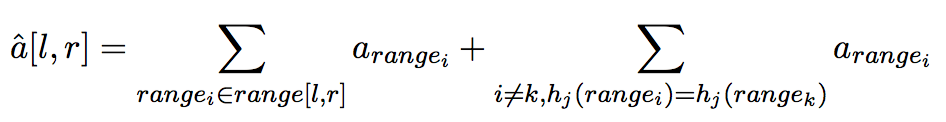 â[l, r] = ∑_{range_i∈range[l,r]} a_{range_i} + ∑_{i≠k,h_j(range_i)=h_j(range_k)} a_{range_i}